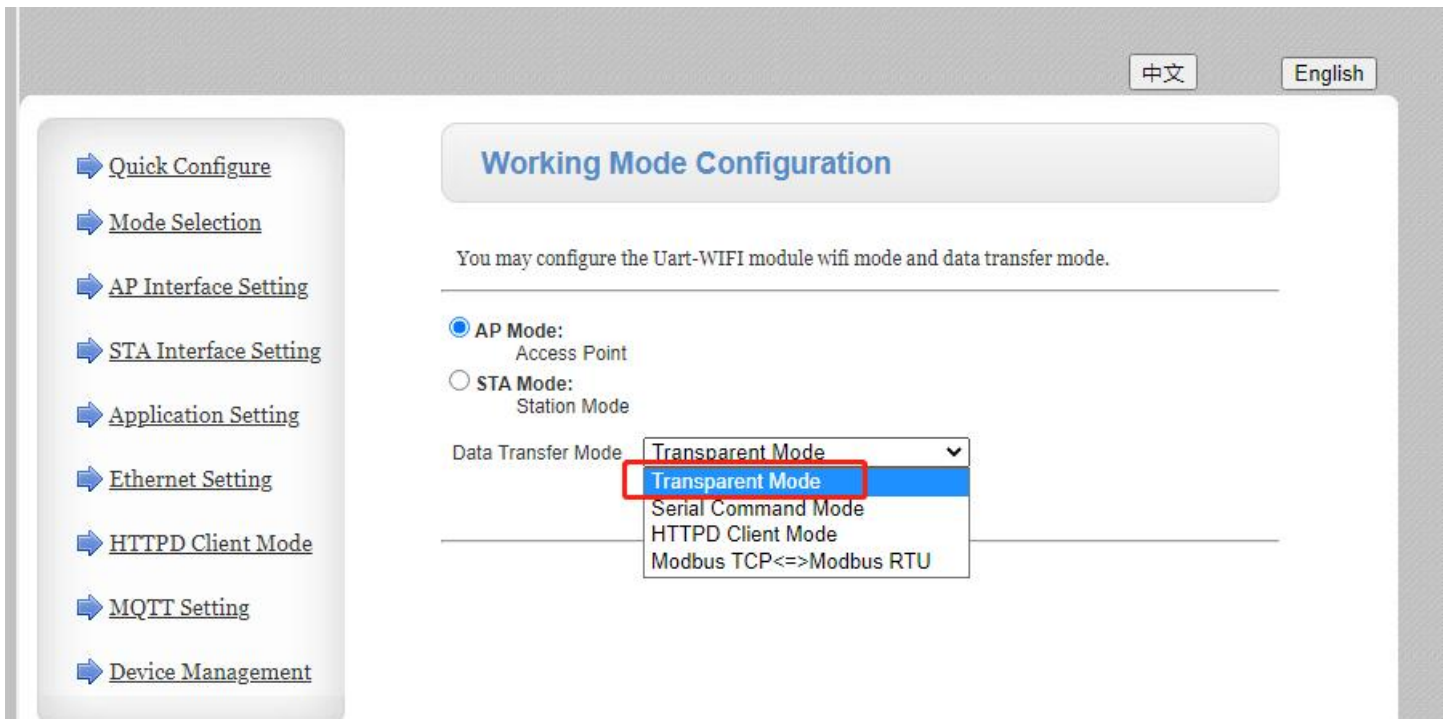 中文
English
Quick Configure
Mode Selection
AP Interface Setting
STA Interface Setting
Application Setting
Ethernet Setting
HTTPD Client Mode
MQTT Setting
Device Management
Working Mode Configuration
You may configure the Uart-WIFI module wifi mode and data transfer mode.
AP Mode:
Access Point
STA Mode:
Station Mode
Data Transfer Mode Transparent Mode
Transparent Mode
Serial Command Mode
HTTPD Client Mode
Modbus TCP<=>Modbus RTU